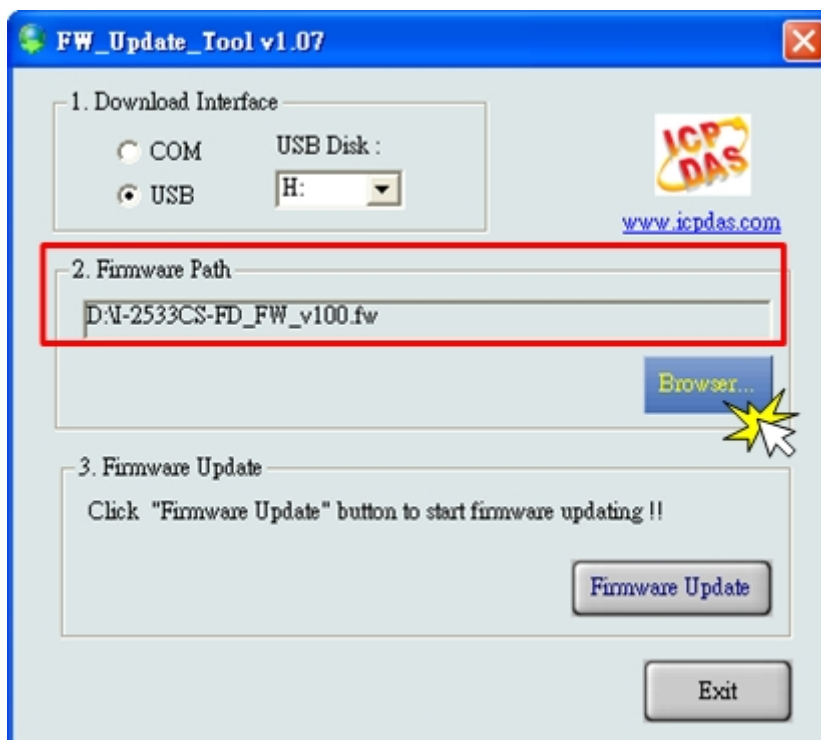 FW_Update_Tool v1.07
1. Download Interface
COM
USB Disk :
USB
H:
ICP
DAS
www.icpdas.com
2. Firmware Path
D:\I-2533CS-FD_FW_v100.fw
Browser...
3. Firmware Update
Click "Firmware Update" button to start firmware updating !!
Firmware Update
Exit